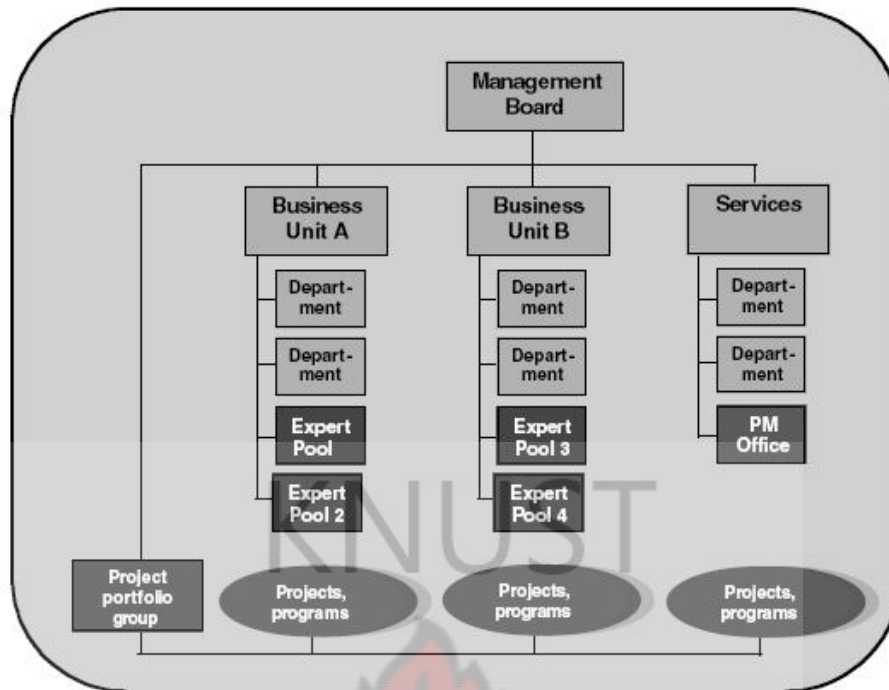 Management
Board
Business
Unit A
Business
Unit B
Services
Depart-
ment
Depart-
ment
Depart-
ment
Depart-
ment
Depart-
ment
Depart-
ment
Expert
Pool
Expert
Pool 3
PM
Office
Expert
Pool 2
Expert
Pool 4
KNUST
Project
portfolio
group
Projects,
programs
Projects,
programs
Projects,
programs